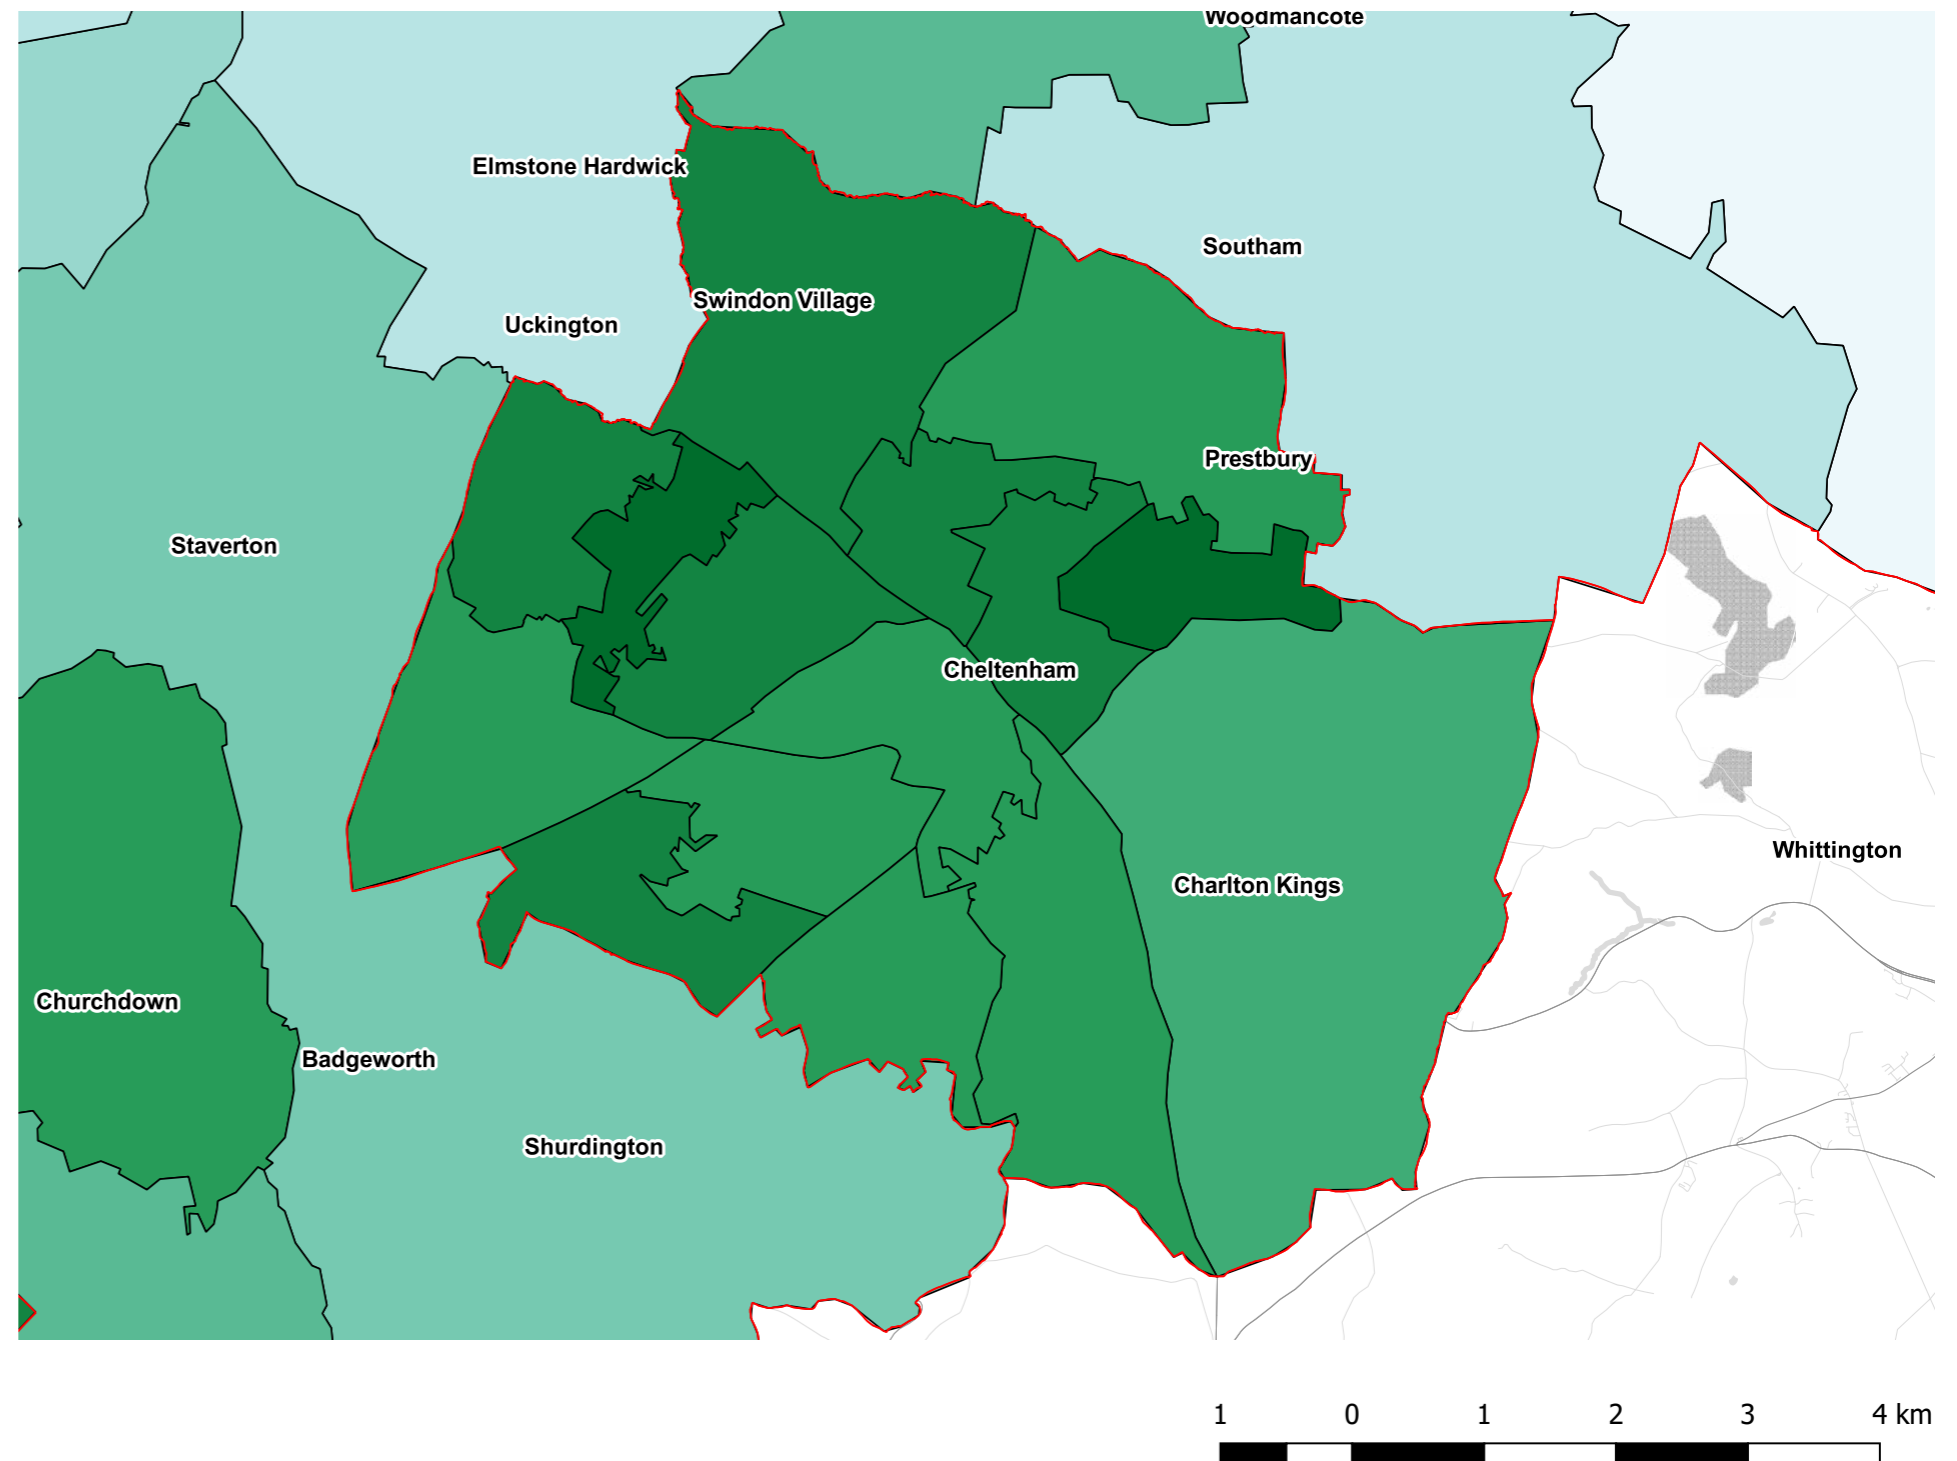 Woodmancote
Elmstone Hardwick
Southam
Swindon Village
Uckington
Prestbury
Staverton
Cheltenham
Whittington
Charlton Kings
Churchdown
Badgeworth
Shurdington
1 0 1 2 3 4 km